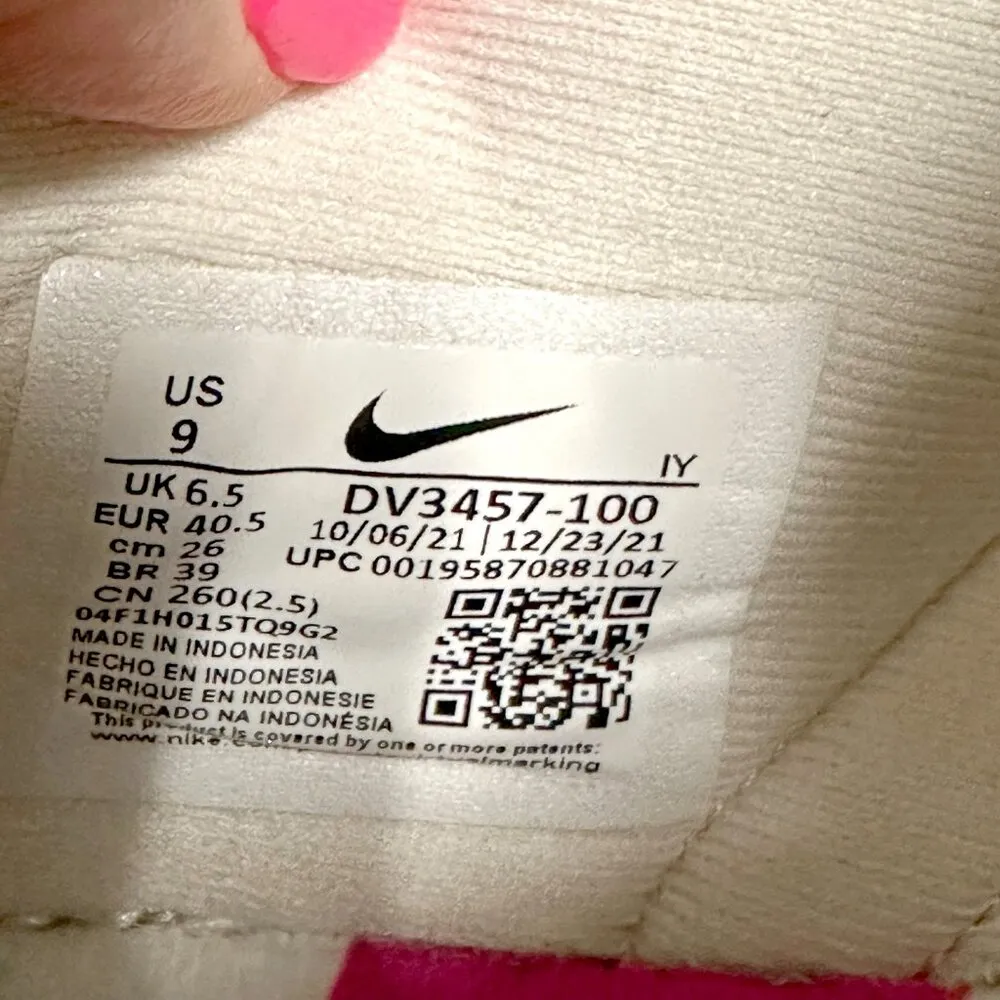 US
9
IY
UK 6.5
EUR 40.5
cm 26
BR 39
CN 260(2.5)
DV3457-100
10/06/21 | 12/23/21
UPC 00195870881047
04F1H015TQ9G2
MADE IN INDONESIA
HECHO EN INDONESIA
FABRIQUE EN INDONESIE
FABRICADO NA INDONÉSIA
This product is covered by one or more patents: